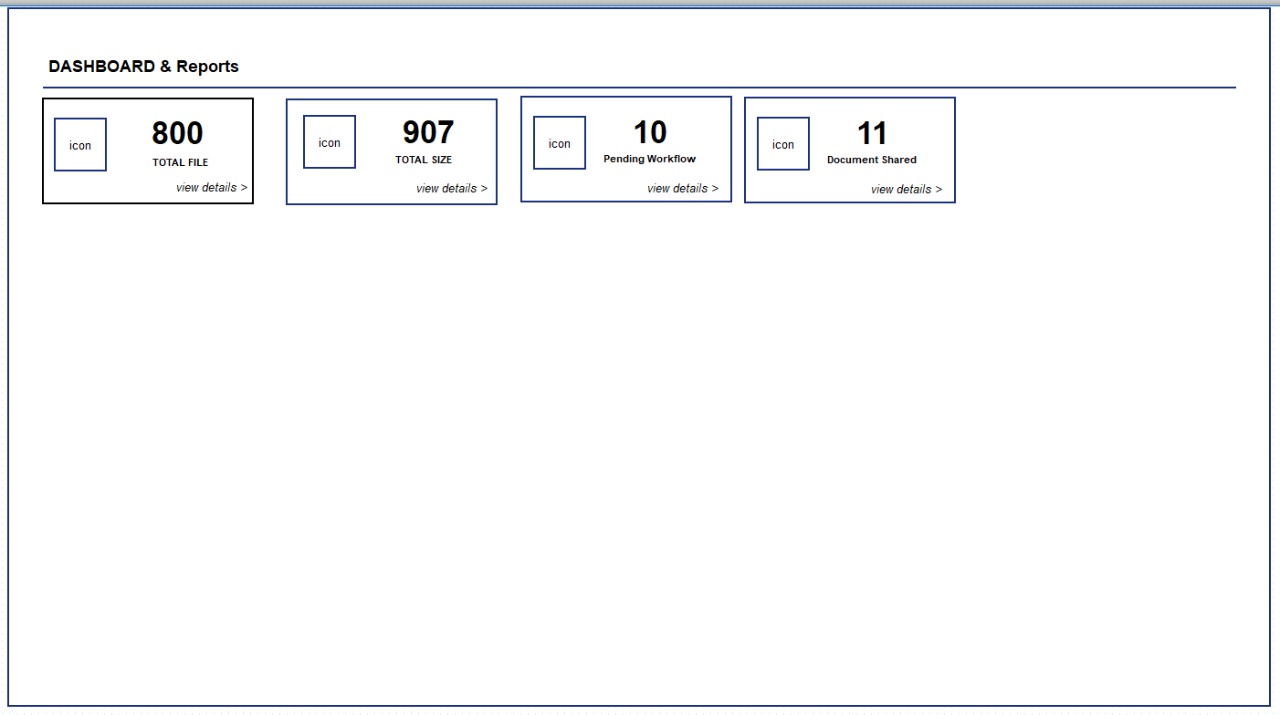 DASHBOARD & Reports
icon
800
TOTAL FILE
view details >
icon
907
TOTAL SIZE
view details >
icon
10
Pending Workflow
view details >
icon
11
Document Shared
view details >